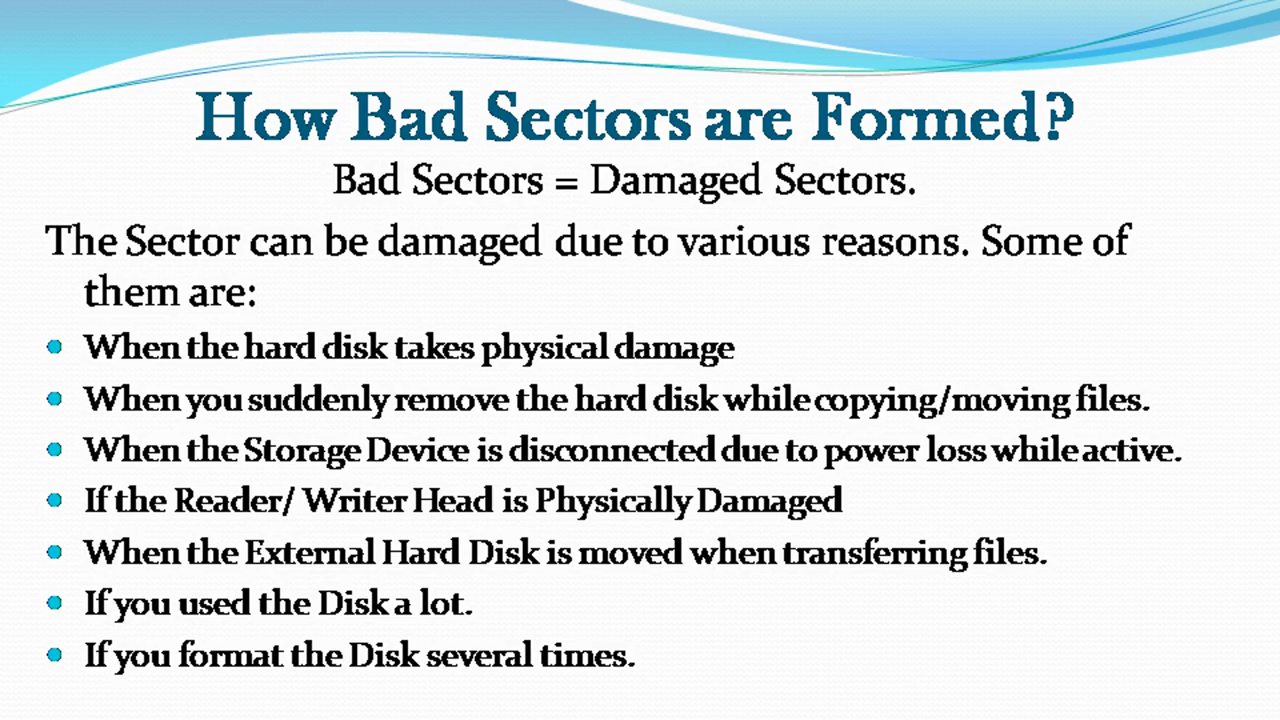 How Bad Sectors are Formed?
Bad Sectors = Damaged Sectors.
The Sector can be damaged due to various reasons. Some of
them are:
• When the hard disk takes physical damage
• When you suddenly remove the hard disk while copying/moving files.
• When the Storage Device is disconnected due to power loss while active.
• If the Reader/ Writer Head is Physically Damaged
• When the External Hard Disk is moved when transferring files.
• If you used the Disk a lot.
• If you format the Disk several times.